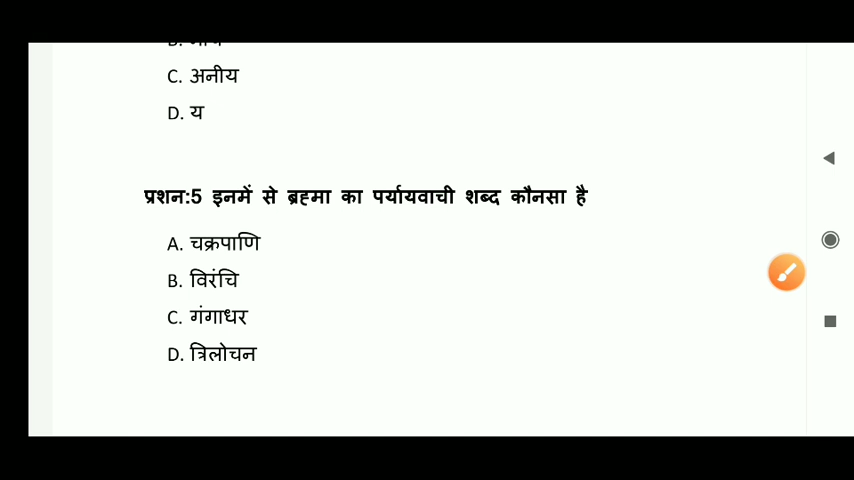 C. अनीय
D. य
प्रशन:5 इनमें से ब्रह्मा का पर्यायवाची शब्द कौनसा है
A. चक्रपाणि
B. विरंचि
C. गंगाधर
D. त्रिलोचन